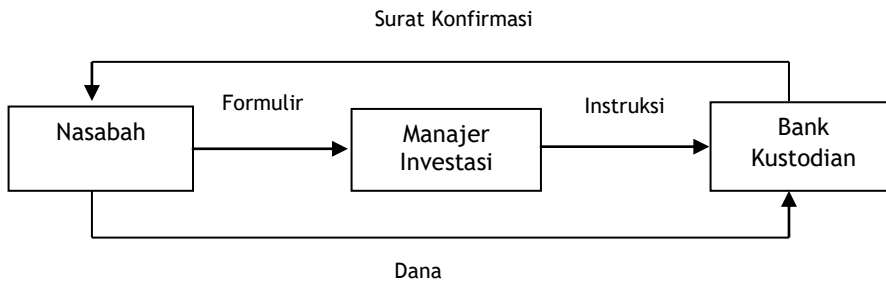 Surat Konfirmasi
Formulir
Instruksi
Nasabah
Manajer
Investasi
Bank
Kustodian
Dana